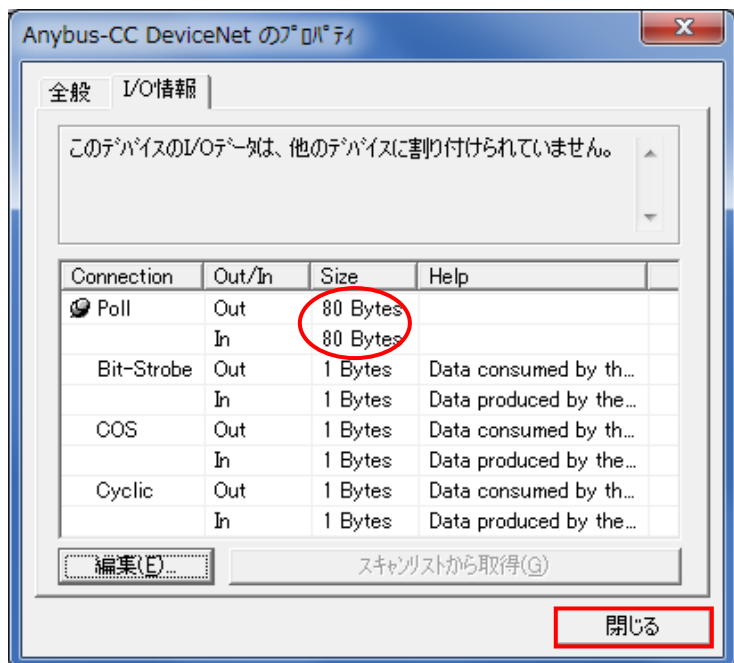 Anybus-CC DeviceNet のﾌﾟﾛﾊﾟﾃｨ
全般 I/O情報
このﾃﾞﾊﾞｲｽのI/Oﾃﾞｰﾀは、他のﾃﾞﾊﾞｲｽに割り付けられていません。
Connection Out/In Size Help
Poll Out 80 Bytes
In 80 Bytes
Bit-Strobe Out 1 Bytes Data consumed by th...
In 1 Bytes Data produced by the...
COS Out 1 Bytes Data consumed by th...
In 1 Bytes Data produced by the...
Cyclic Out 1 Bytes Data consumed by th...
In 1 Bytes Data produced by the...
編集(E)... ｽｷｬﾝﾘｽﾄから取得(G)
閉じる